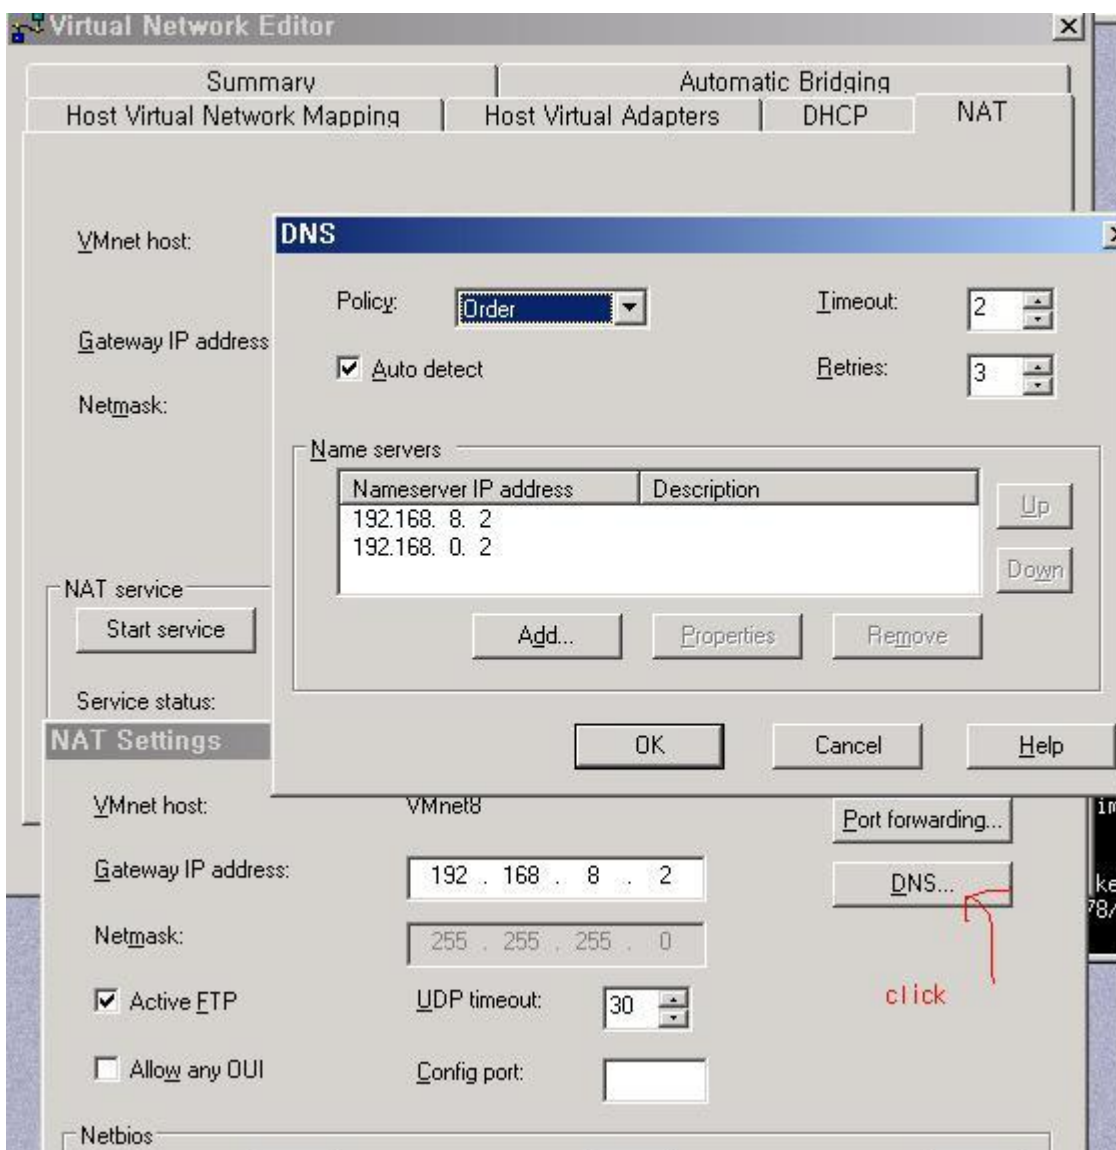 Virtual Network Editor
Summary
Automatic Bridging
Host Virtual Network Mapping
Host Virtual Adapters
DHCP
NAT
VMnet host:
Gateway IP address
Netmask:
NAT service
Start service
Service status:
DNS
Policy:
Order
Timeout:
2
Auto detect
Retries:
3
Name servers
Nameserver IP address
Description
192.168. 8. 2
192.168. 0. 2
Up
Down
Add...
Properties
Remove
OK
Cancel
Help
NAT Settings
VMnet host:
VMnet8
Port forwarding...
Gateway IP address:
192 . 168 . 8 . 2
DNS...
Netmask:
255 . 255 . 255 . 0
click
Active FTP
UDP timeout:
30
Allow any OUI
Config port:
Netbios